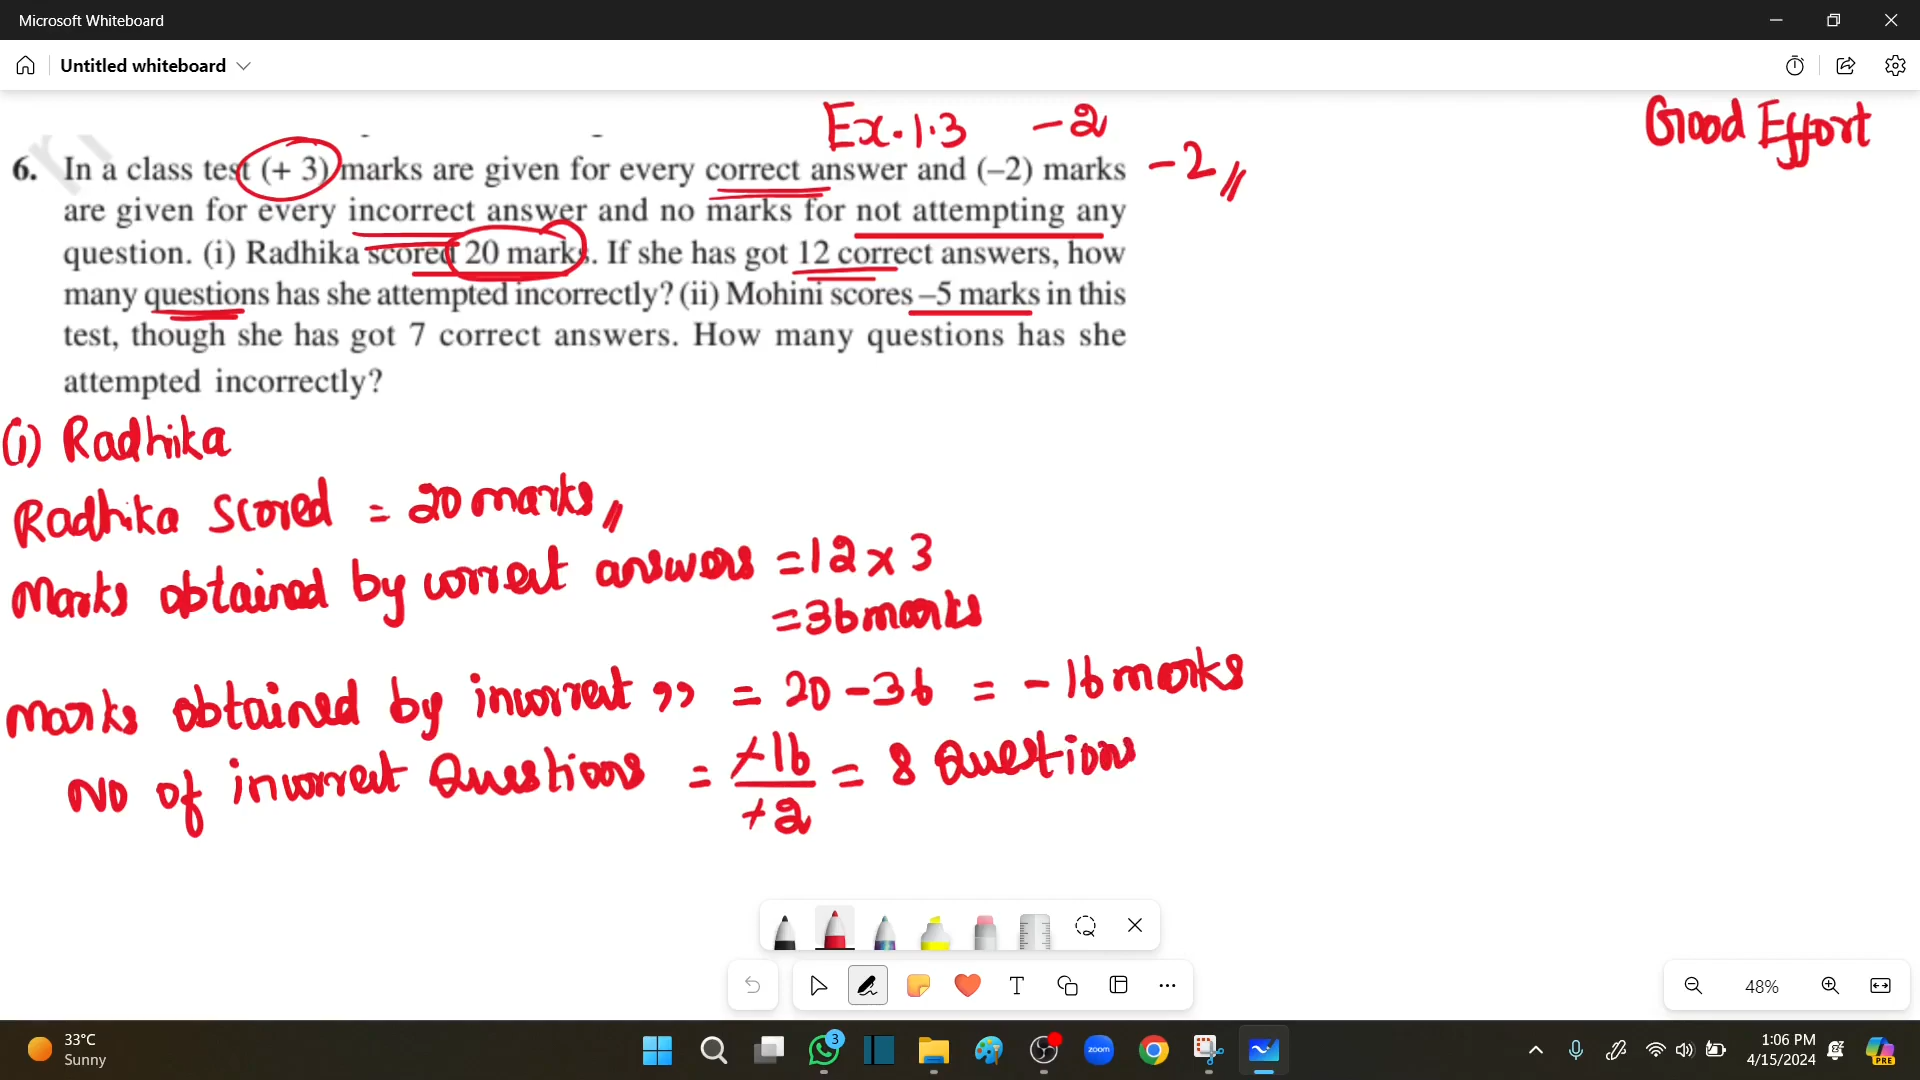 Microsoft Whiteboard
Untitled whiteboard
Ex.1.3 -2
Good Effort
6. In a class test (+ 3) marks are given for every correct answer and (–2) marks -2
are given for every incorrect answer and no marks for not attempting any
question. (i) Radhika scored 20 marks. If she has got 12 correct answers, how
many questions has she attempted incorrectly? (ii) Mohini scores –5 marks in this
test, though she has got 7 correct answers. How many questions has she
attempted incorrectly?
(i) Radhika
Radhika Scored = 20 marks
Marks obtained by correct answers = 12 x 3
= 36 marks
Marks obtained by incorrect ,, = 20 - 36 = - 16 marks
No of incorrect Questions = -16 / -2 = 8 Questions
48%
33°C
Sunny
3
zoom
1:06 PM
4/15/2024
PRE